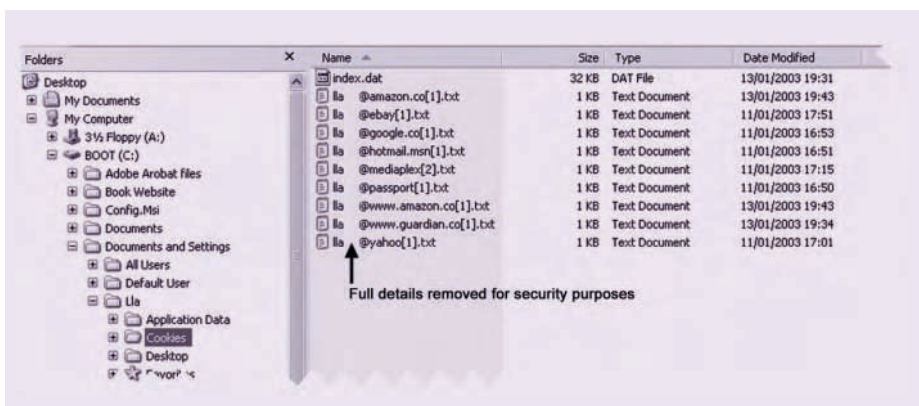 Folders × Name Size Type Date Modified
Desktop
My Documents
My Computer
3½ Floppy (A:)
BOOT (C:)
Adobe Arobat files
Book Website
Config.Msi
Documents
Documents and Settings
All Users
Default User
Lla
Application Data
Cookies
Desktop
index.dat 32 KB DAT File 13/01/2003 19:31
lla @amazon.co[1].txt 1 KB Text Document 13/01/2003 19:43
lla @ebay[1].txt 1 KB Text Document 11/01/2003 17:51
lla @google.co[1].txt 1 KB Text Document 11/01/2003 16:53
lla @hotmail.msn[1].txt 1 KB Text Document 11/01/2003 16:51
lla @mediaplex[2].txt 1 KB Text Document 11/01/2003 17:15
lla @passport[1].txt 1 KB Text Document 11/01/2003 16:50
lla @www.amazon.co[1].txt 1 KB Text Document 13/01/2003 19:43
lla @www.guardian.co[1].txt 1 KB Text Document 13/01/2003 19:34
lla @yahoo[1].txt 1 KB Text Document 11/01/2003 17:01
Full details removed for security purposes